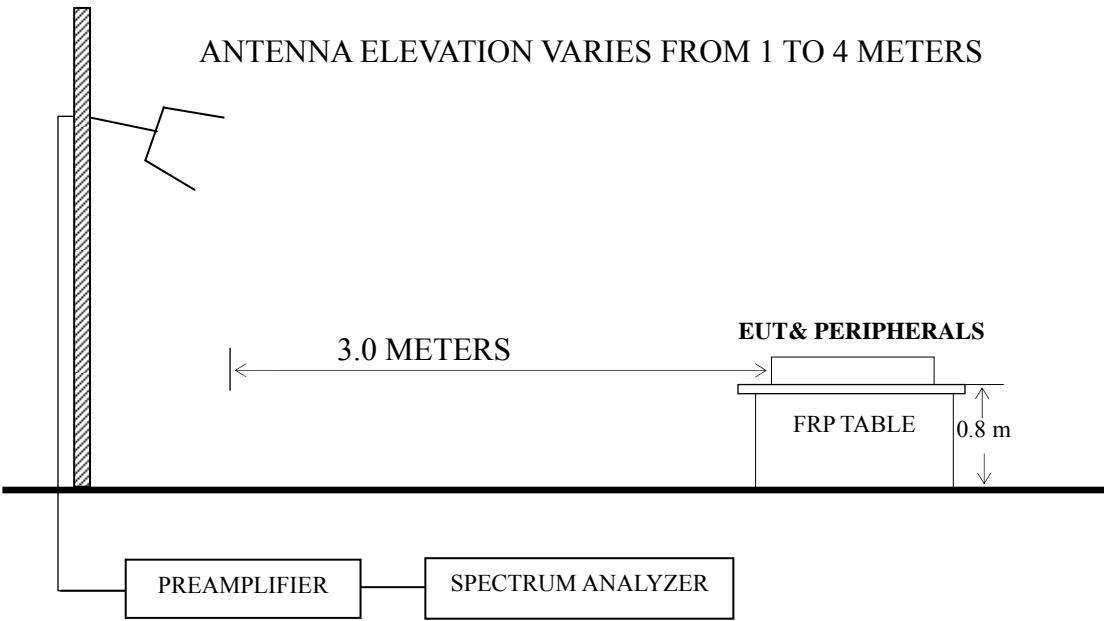 ANTENNA ELEVATION VARIES FROM 1 TO 4 METERS
EUT& PERIPHERALS
3.0 METERS
FRP TABLE
0.8 m
PREAMPLIFIER
SPECTRUM ANALYZER